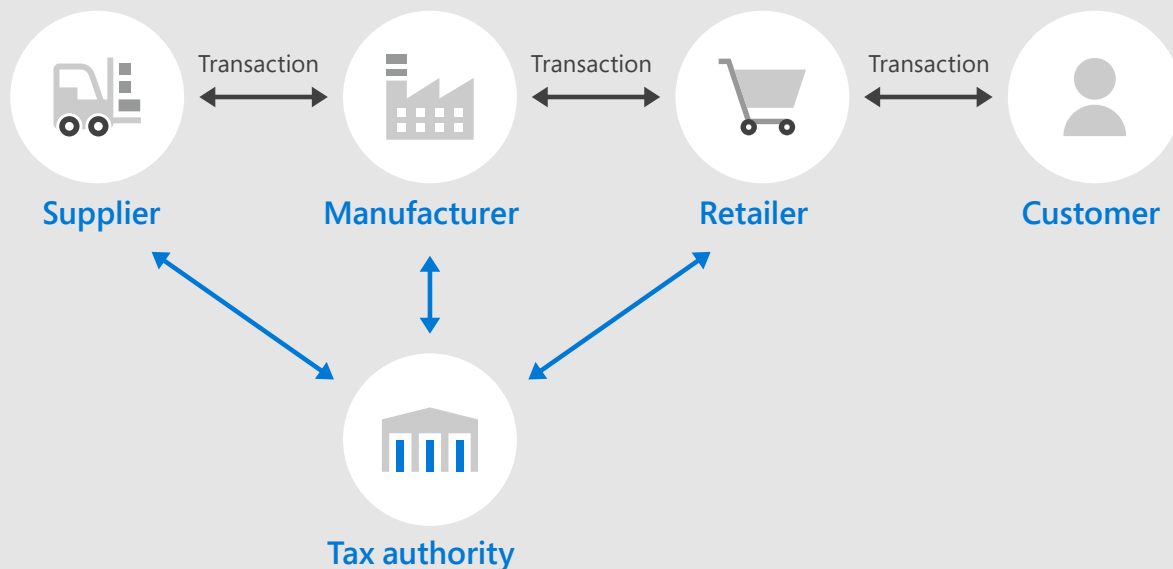 Transaction
Transaction
Transaction
Supplier
Manufacturer
Retailer
Customer
Tax authority